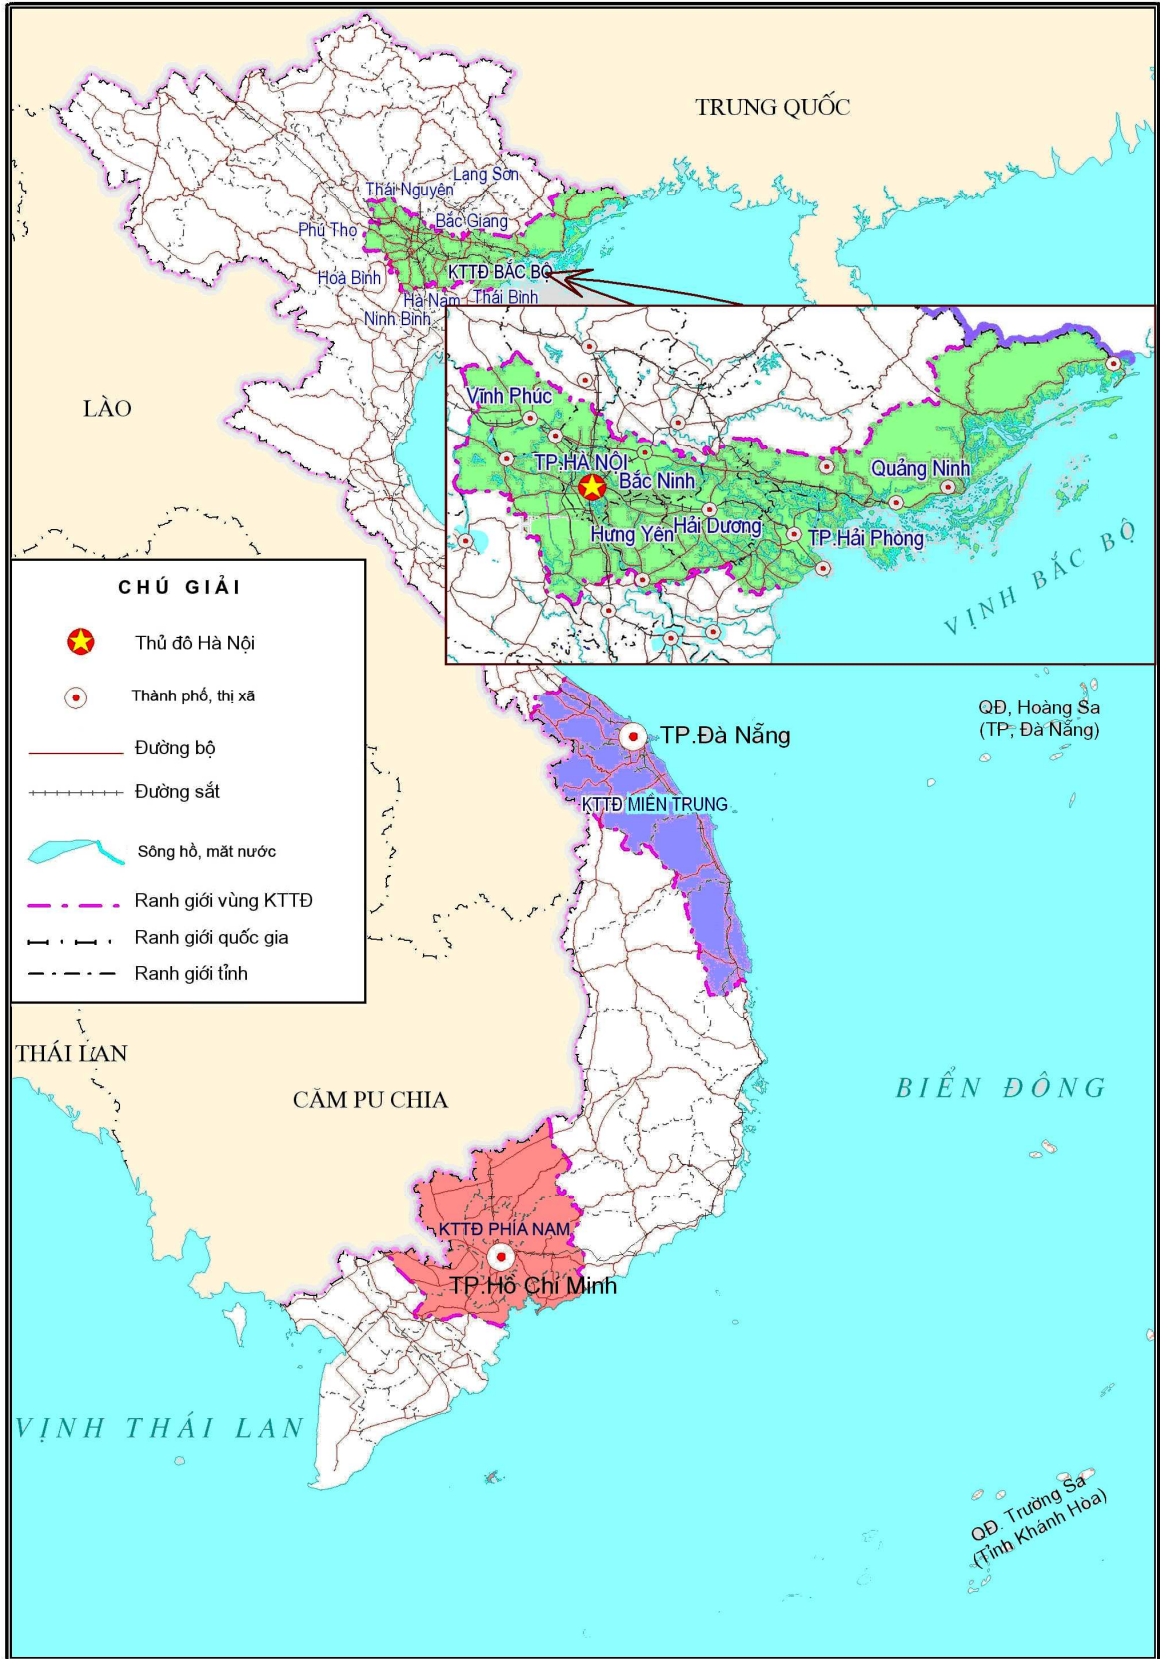 TRUNG QUỐC
Lạng Sơn
Thái Nguyên
Bắc Giang
Phú Thọ
KTTĐ BẮC BỘ
Hoà Bình
Hà Nam
Thái Bình
Ninh Bình
LÀO
Vĩnh Phúc
TP.HÀ NỘI
Bắc Ninh
Quảng Ninh
Hưng Yên
Hải Dương
TP.Hải Phòng
VỊNH BẮC BỘ
CHÚ GIẢI
Thủ đô Hà Nội
Thành phố, thị xã
Đường bộ
Đường sắt
Sông hồ, mặt nước
Ranh giới vùng KTTĐ
Ranh giới quốc gia
Ranh giới tỉnh
QĐ, Hoàng Sa
(TP, Đà Nẵng)
TP.Đà Nẵng
KTTĐ MIỀN TRUNG
THÁI LAN
CĂM PU CHIA
BIỂN ĐÔNG
KTTĐ PHÍA NAM
TP.Hồ Chí Minh
VỊNH THÁI LAN
QĐ. Trường Sa
(Tỉnh Khánh Hòa)